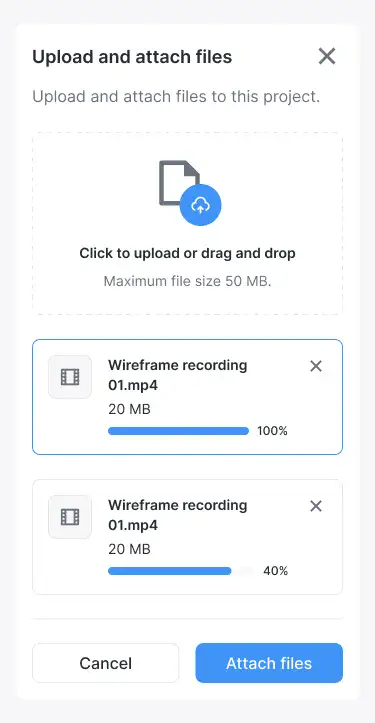 Upload and attach files
Upload and attach files to this project.
Click to upload or drag and drop
Maximum file size 50 MB.
Wireframe recording
01.mp4
20 MB
100%
Wireframe recording
01.mp4
20 MB
40%
Cancel
Attach files